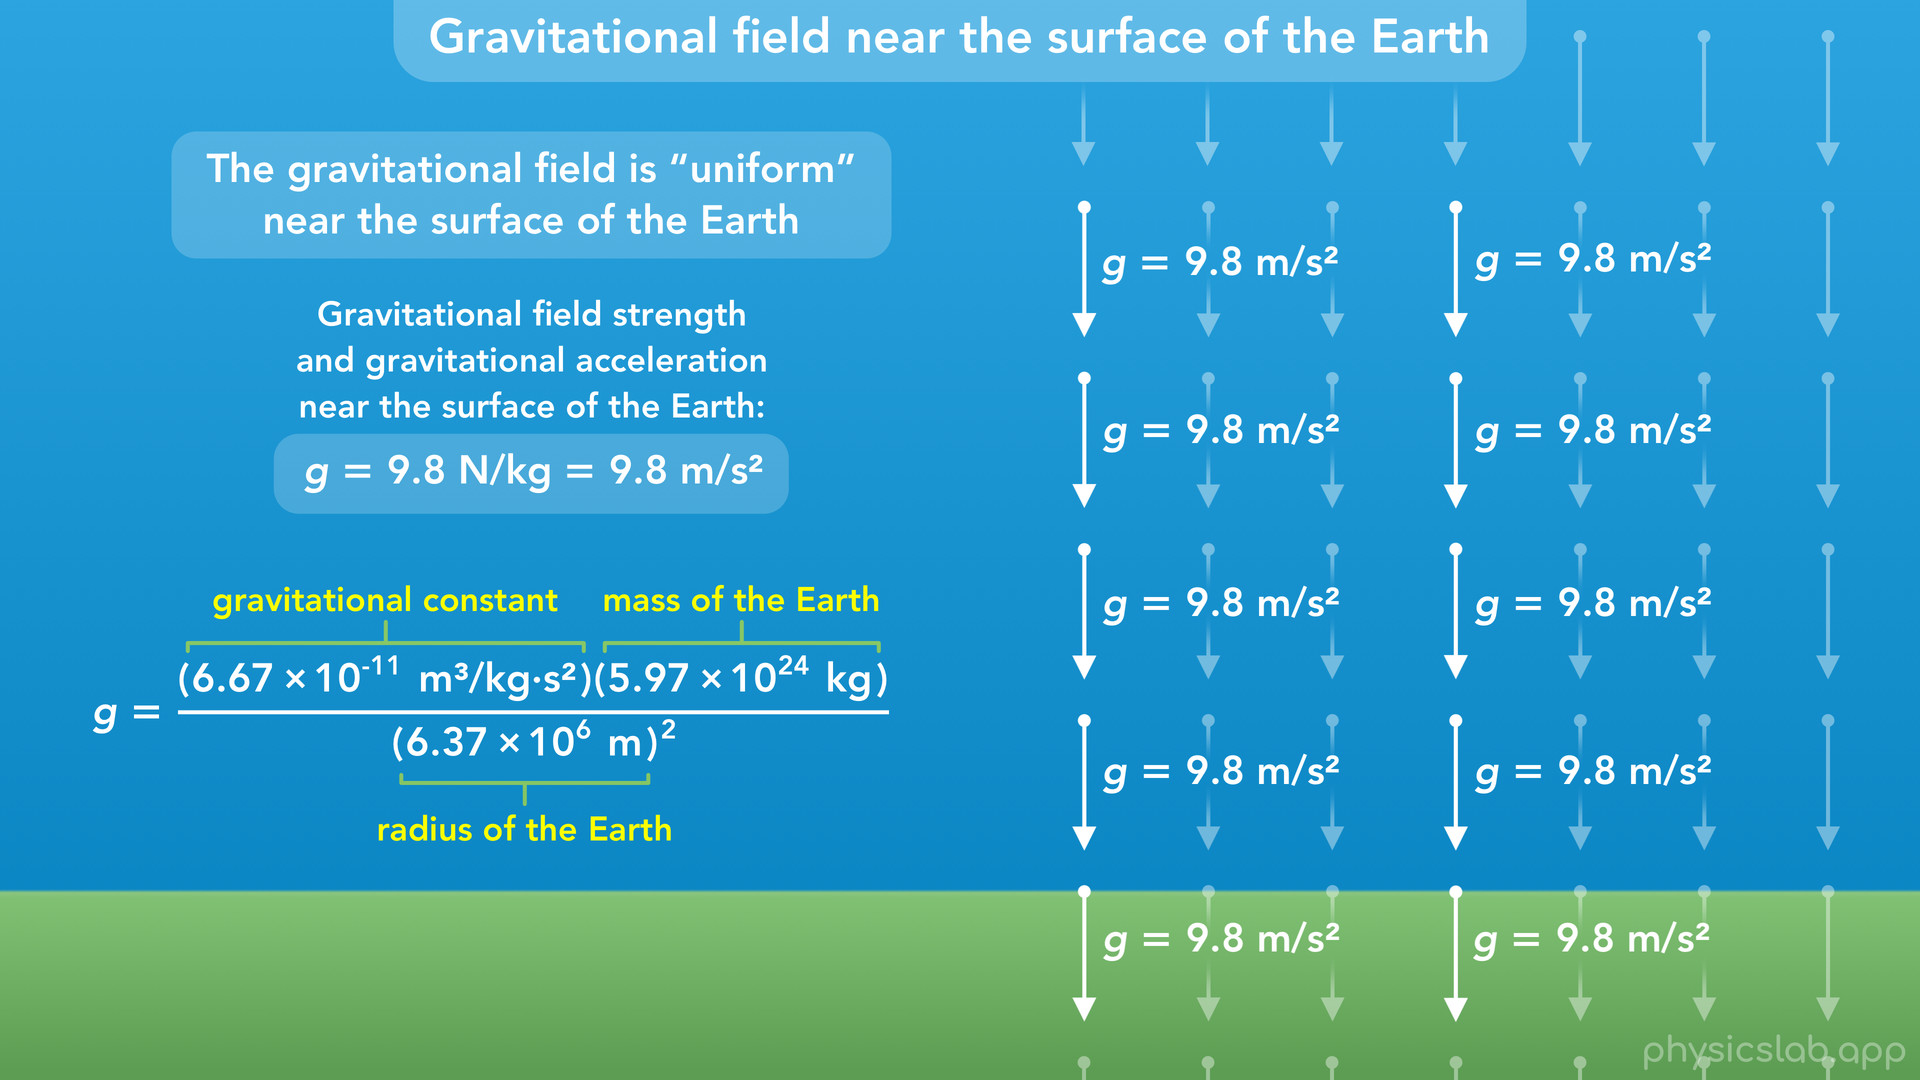 Gravitational field near the surface of the Earth
The gravitational field is “uniform”
near the surface of the Earth
Gravitational field strength
and gravitational acceleration
near the surface of the Earth:
g = 9.8 N/kg = 9.8 m/s²
gravitational constant mass of the Earth
g = (6.67 × 10⁻¹¹ m³/kg·s²)(5.97 × 10²⁴ kg)
(6.37 × 10⁶ m)²
radius of the Earth
g = 9.8 m/s² g = 9.8 m/s²
g = 9.8 m/s² g = 9.8 m/s²
g = 9.8 m/s² g = 9.8 m/s²
g = 9.8 m/s² g = 9.8 m/s²
g = 9.8 m/s² g = 9.8 m/s²
physicslab.app